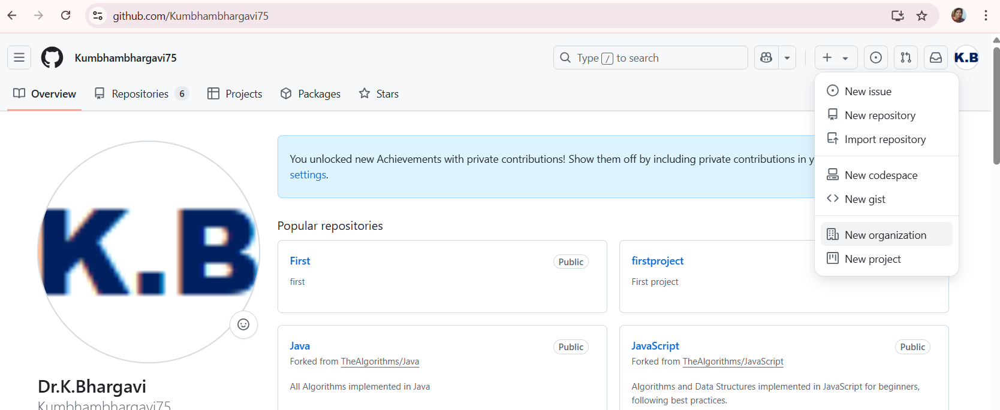 github.com/Kumbhambhargavi75
Kumbhambhargavi75
Type / to search
K.B
Overview
Repositories 6
Projects
Packages
Stars
New issue
New repository
Import repository
New codespace
New gist
New organization
New project
You unlocked new Achievements with private contributions! Show them off by including private contributions in y
settings.
K.B
Popular repositories
First Public
first
firstproject
First project
Java Public
Forked from TheAlgorithms/Java
All Algorithms implemented in Java
JavaScript Public
Forked from TheAlgorithms/JavaScript
Algorithms and Data Structures implemented in JavaScript for beginners,
following best practices.
Dr.K.Bhargavi
Kumbhambhargavi75